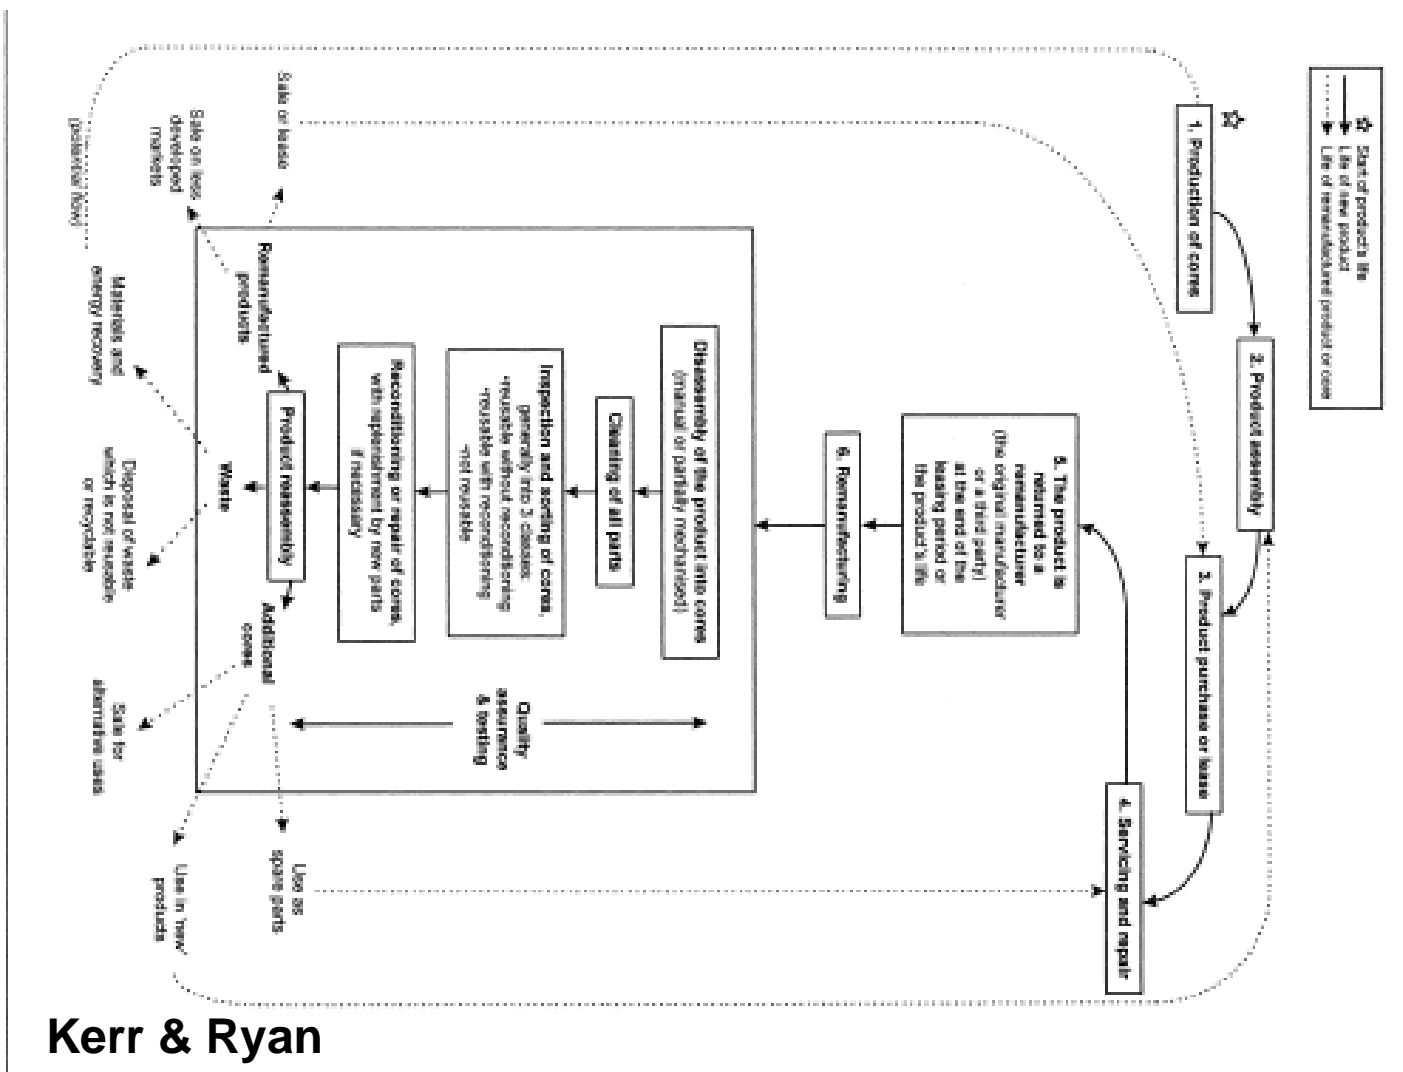 ☆ Start of product's life
Life of new product
Life of remanufactured product or core
1. Production of cores
2. Product assembly
3. Product purchase or lease
4. Servicing and repair
5. The product is
returned to a
remanufacturer
(the original manufacturer
or a third party)
at the end of the
leasing period or
the product's life
6. Remanufacturing
Disassembly of the product into cores
(manual or partially mechanised)
Cleaning of all parts
Inspection and sorting of cores,
generally into 3 classes:
-reusable without reconditioning
-reusable with reconditioning
-not reusable
Reconditioning or repair of cores,
with replenishment by new parts
if necessary
Product reassembly
Quality
assurance
& testing
Remanufactured
products
Waste
Additional
cores
Sale or lease
Sale on less
developed
markets
(potential flow)
Materials and
energy recovery
Disposal of waste
which is not reusable
or recyclable
Sale for
alternative uses
Use in 'new'
products
Use as
spare parts
Kerr & Ryan